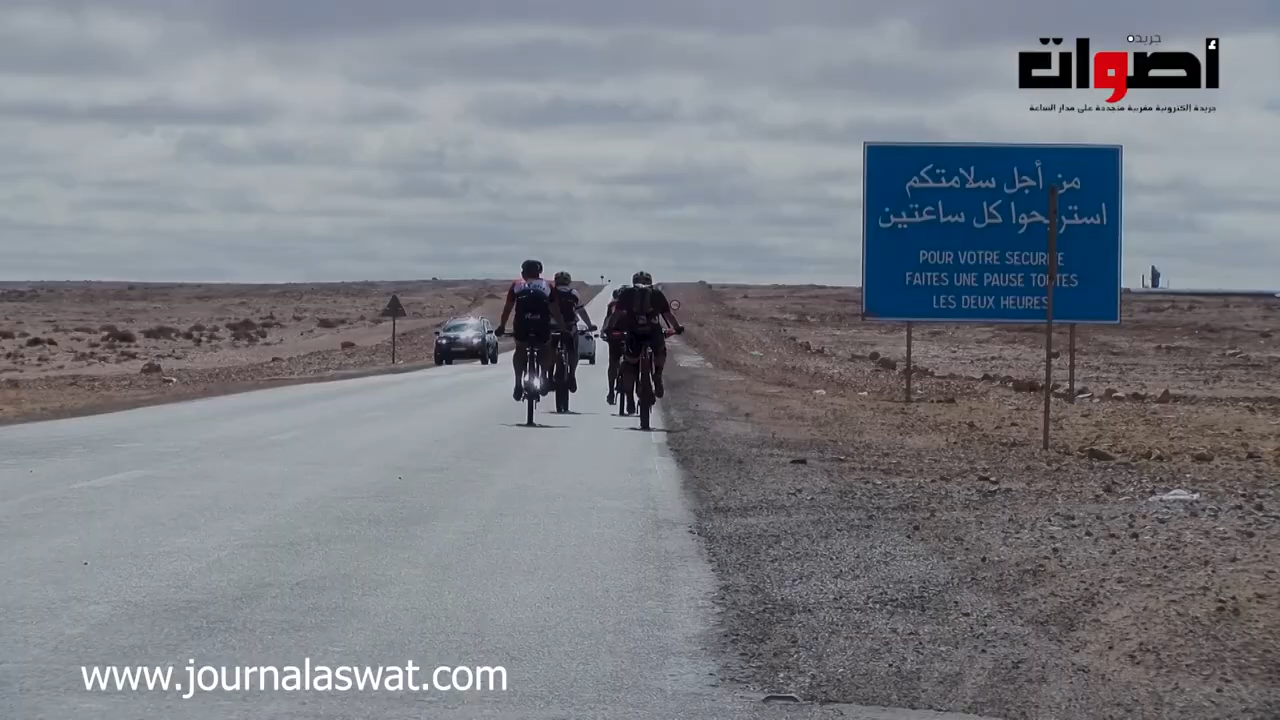 جريدة
أصوات
جريدة إلكترونية مغربية متجددة على مدار الساعة
من أجل سلامتكم
استريحوا كل ساعتين
POUR VOTRE SECURITE
FAITES UNE PAUSE TOUTES
LES DEUX HEURES
www.journalaswat.com